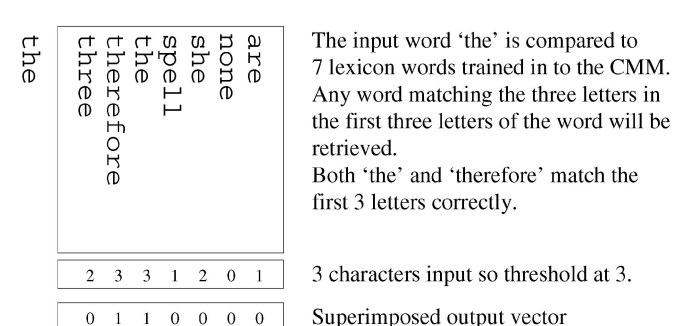 the
three
therefore
the
spell
she
none
are
The input word ‘the’ is compared to
7 lexicon words trained in to the CMM.
Any word matching the three letters in
the first three letters of the word will be
retrieved.
Both ‘the’ and ‘therefore’ match the
first 3 letters correctly.
2 3 3 1 2 0 1
3 characters input so threshold at 3.
0 1 1 0 0 0 0
Superimposed output vector